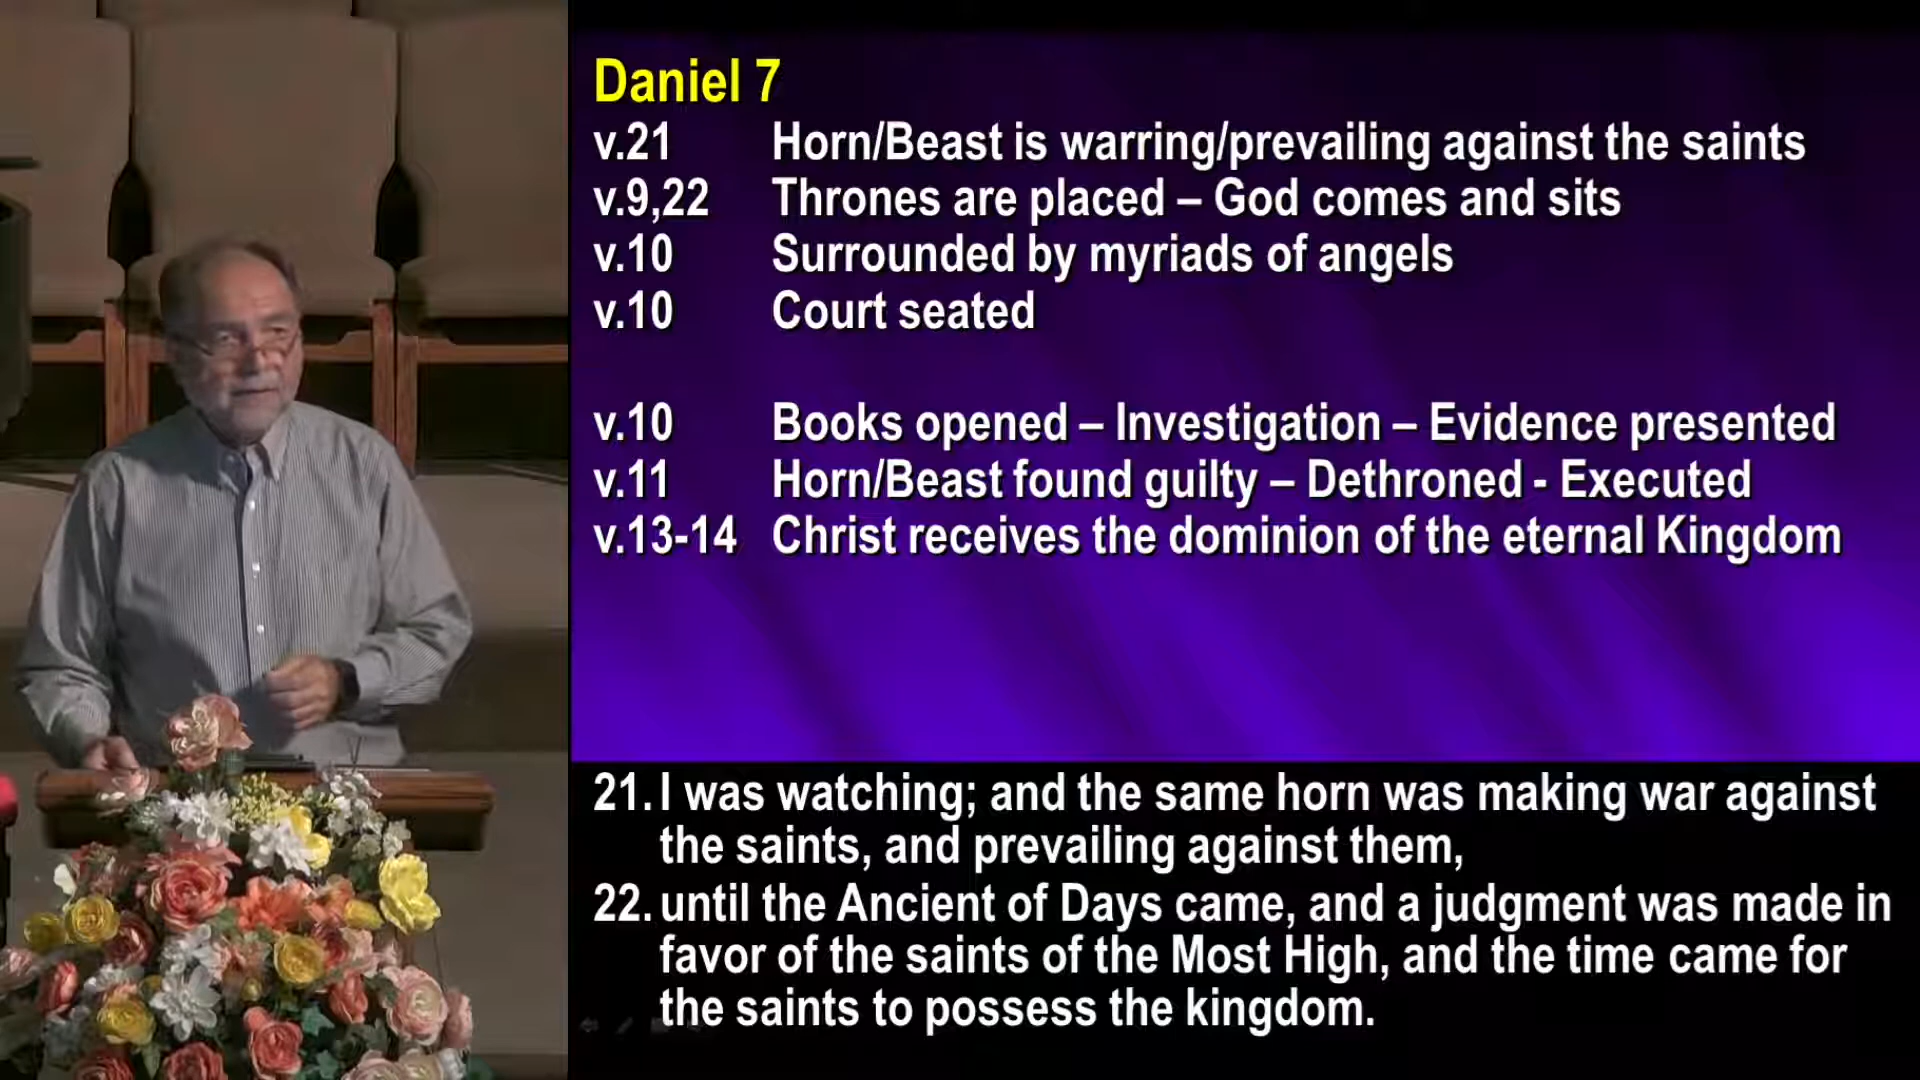 Daniel 7
v.21 Horn/Beast is warring/prevailing against the saints
v.9,22 Thrones are placed – God comes and sits
v.10 Surrounded by myriads of angels
v.10 Court seated
v.10 Books opened – Investigation – Evidence presented
v.11 Horn/Beast found guilty – Dethroned - Executed
v.13-14 Christ receives the dominion of the eternal Kingdom
21. I was watching; and the same horn was making war against
the saints, and prevailing against them,
22. until the Ancient of Days came, and a judgment was made in
favor of the saints of the Most High, and the time came for
the saints to possess the kingdom.